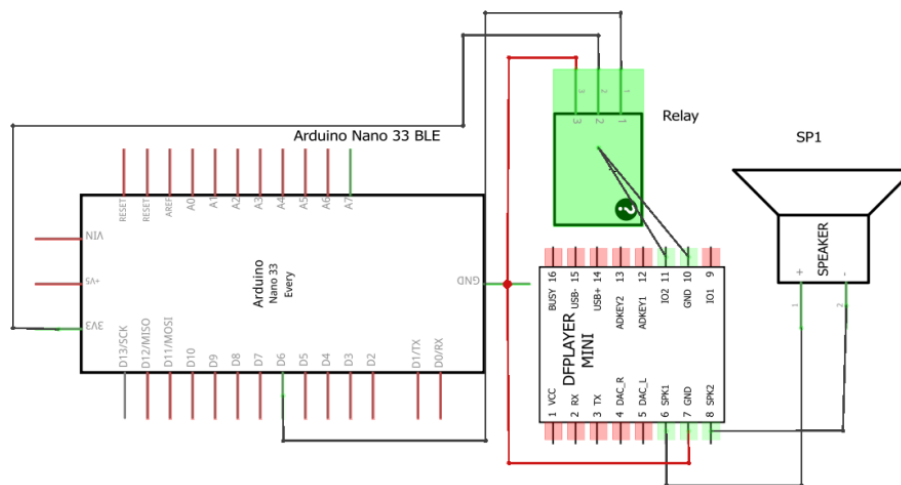 Relay
3
2
1
3
2
1
SP1
SPEAKER
+
-
1
2
Arduino Nano 33 BLE
RESET
RESET
AREF
A0
A1
A2
A3
A4
A5
A6
A7
VIN
+5V
3V3
GND
Arduino
Nano 33
Every
D13/SCK
D12/MISO
D11/MOSI
D10
D9
D8
D7
D6
D5
D4
D3
D2
D1/TX
D0/RX
16
15
14
13
12
11
10
9
BUSY
USB-
USB+
ADKEY2
ADKEY1
IO2
GND
IO1
DFPLAYER
MINI
VCC
RX
TX
DAC_R
DAC_L
SPK1
GND
SPK2
1
2
3
4
5
6
7
8